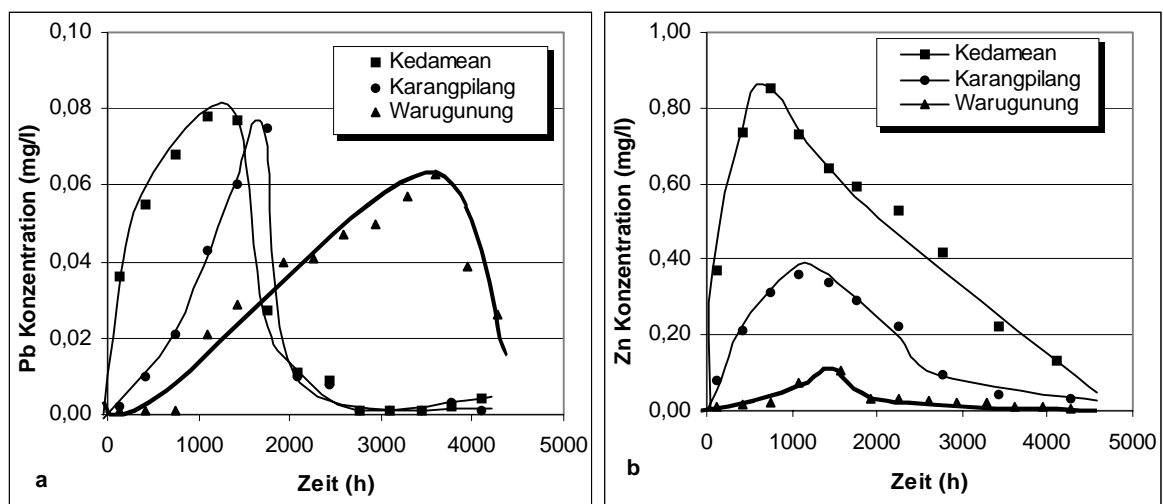 Pb Konzentration (mg/l)
0,10
0,08
0,06
0,04
0,02
0,00
Kedamean
Karangpilang
Warugunung
0 1000 2000 3000 4000 5000
a
Zeit (h)
Zn Konzentration (mg/l)
1,00
0,80
0,60
0,40
0,20
0,00
Kedamean
Karangpilang
Warugunung
0 1000 2000 3000 4000 5000
b
Zeit (h)